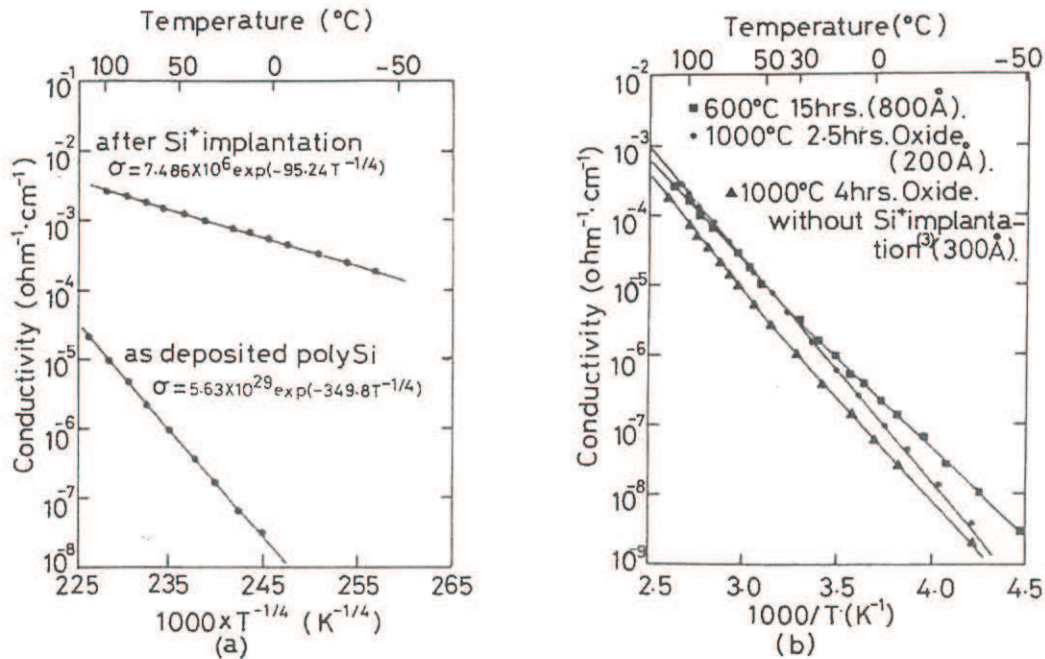 Temperature (°C)
100 50 0 -50
10⁻¹
10⁻²
10⁻³
10⁻⁴
10⁻⁵
10⁻⁶
10⁻⁷
10⁻⁸
Conductivity (ohm⁻¹·cm⁻¹)
after Si⁺ implantation
σ=7.486X10⁶exp(-95.24T⁻¹/⁴)
as deposited polySi
σ=5.63X10²⁹exp(-349.8T⁻¹/⁴)
225 235 245 255 265
1000xT⁻¹/⁴ (K⁻¹/⁴)
(a)
Temperature(°C)
100 50 30 0 -50
10⁻²
10⁻³
10⁻⁴
10⁻⁵
10⁻⁶
10⁻⁷
10⁻⁸
10⁻⁹
Conductivity (ohm⁻¹·cm⁻¹)
600°C 15hrs.(800Å).
1000°C 2.5hrs.Oxide
(200Å).
1000°C 4hrs.Oxide.
without Si⁺implanta-
tion⁽³⁾(300Å).
2.5 3.0 3.5 4.0 4.5
1000/T (K⁻¹)
(b)